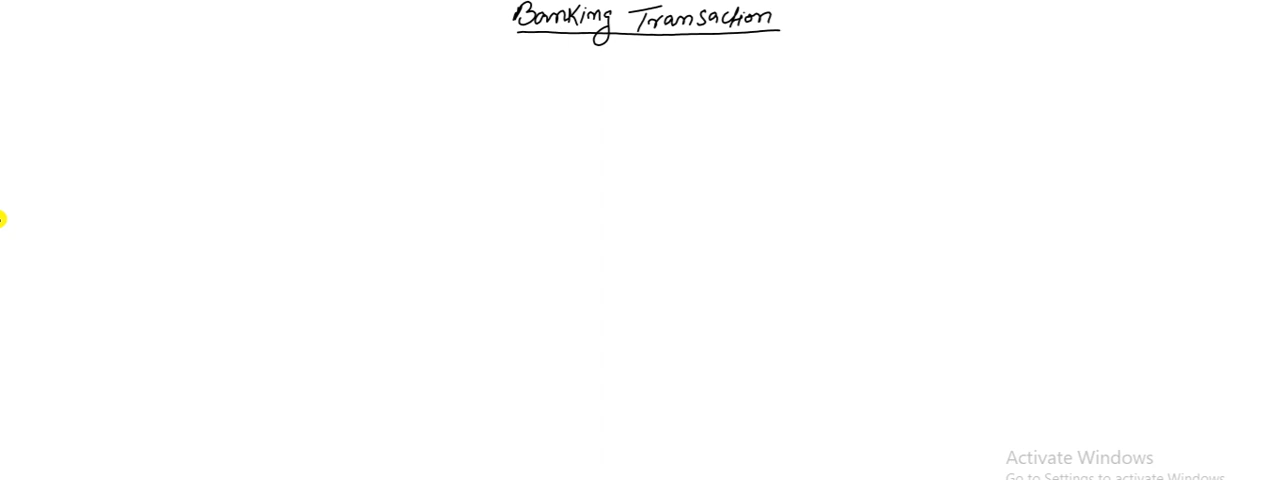 Banking Transaction
Activate Windows
Go to Settings to activate Windows.